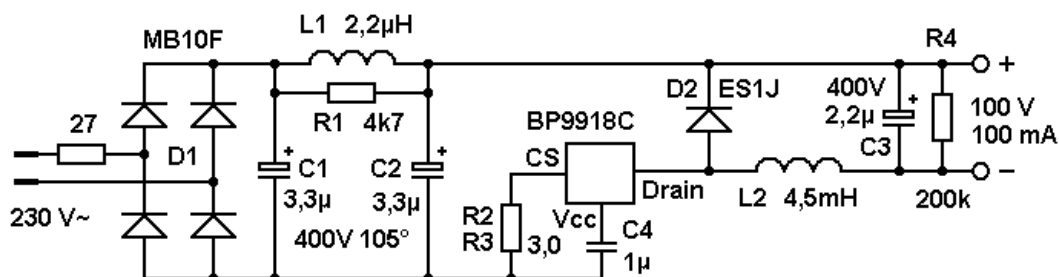 L1 2,2µH
MB10F
R4
+
27
D1
R1 4k7
D2 ES1J
400V
2,2µ
+
C3
100 V
100 mA
BP9918C
CS
Drain
Vcc
L2 4,5mH
–
200k
+
C1
3,3µ
+
C2
3,3µ
400V 105°
230 V~
R2
R3 3,0
C4
1µ